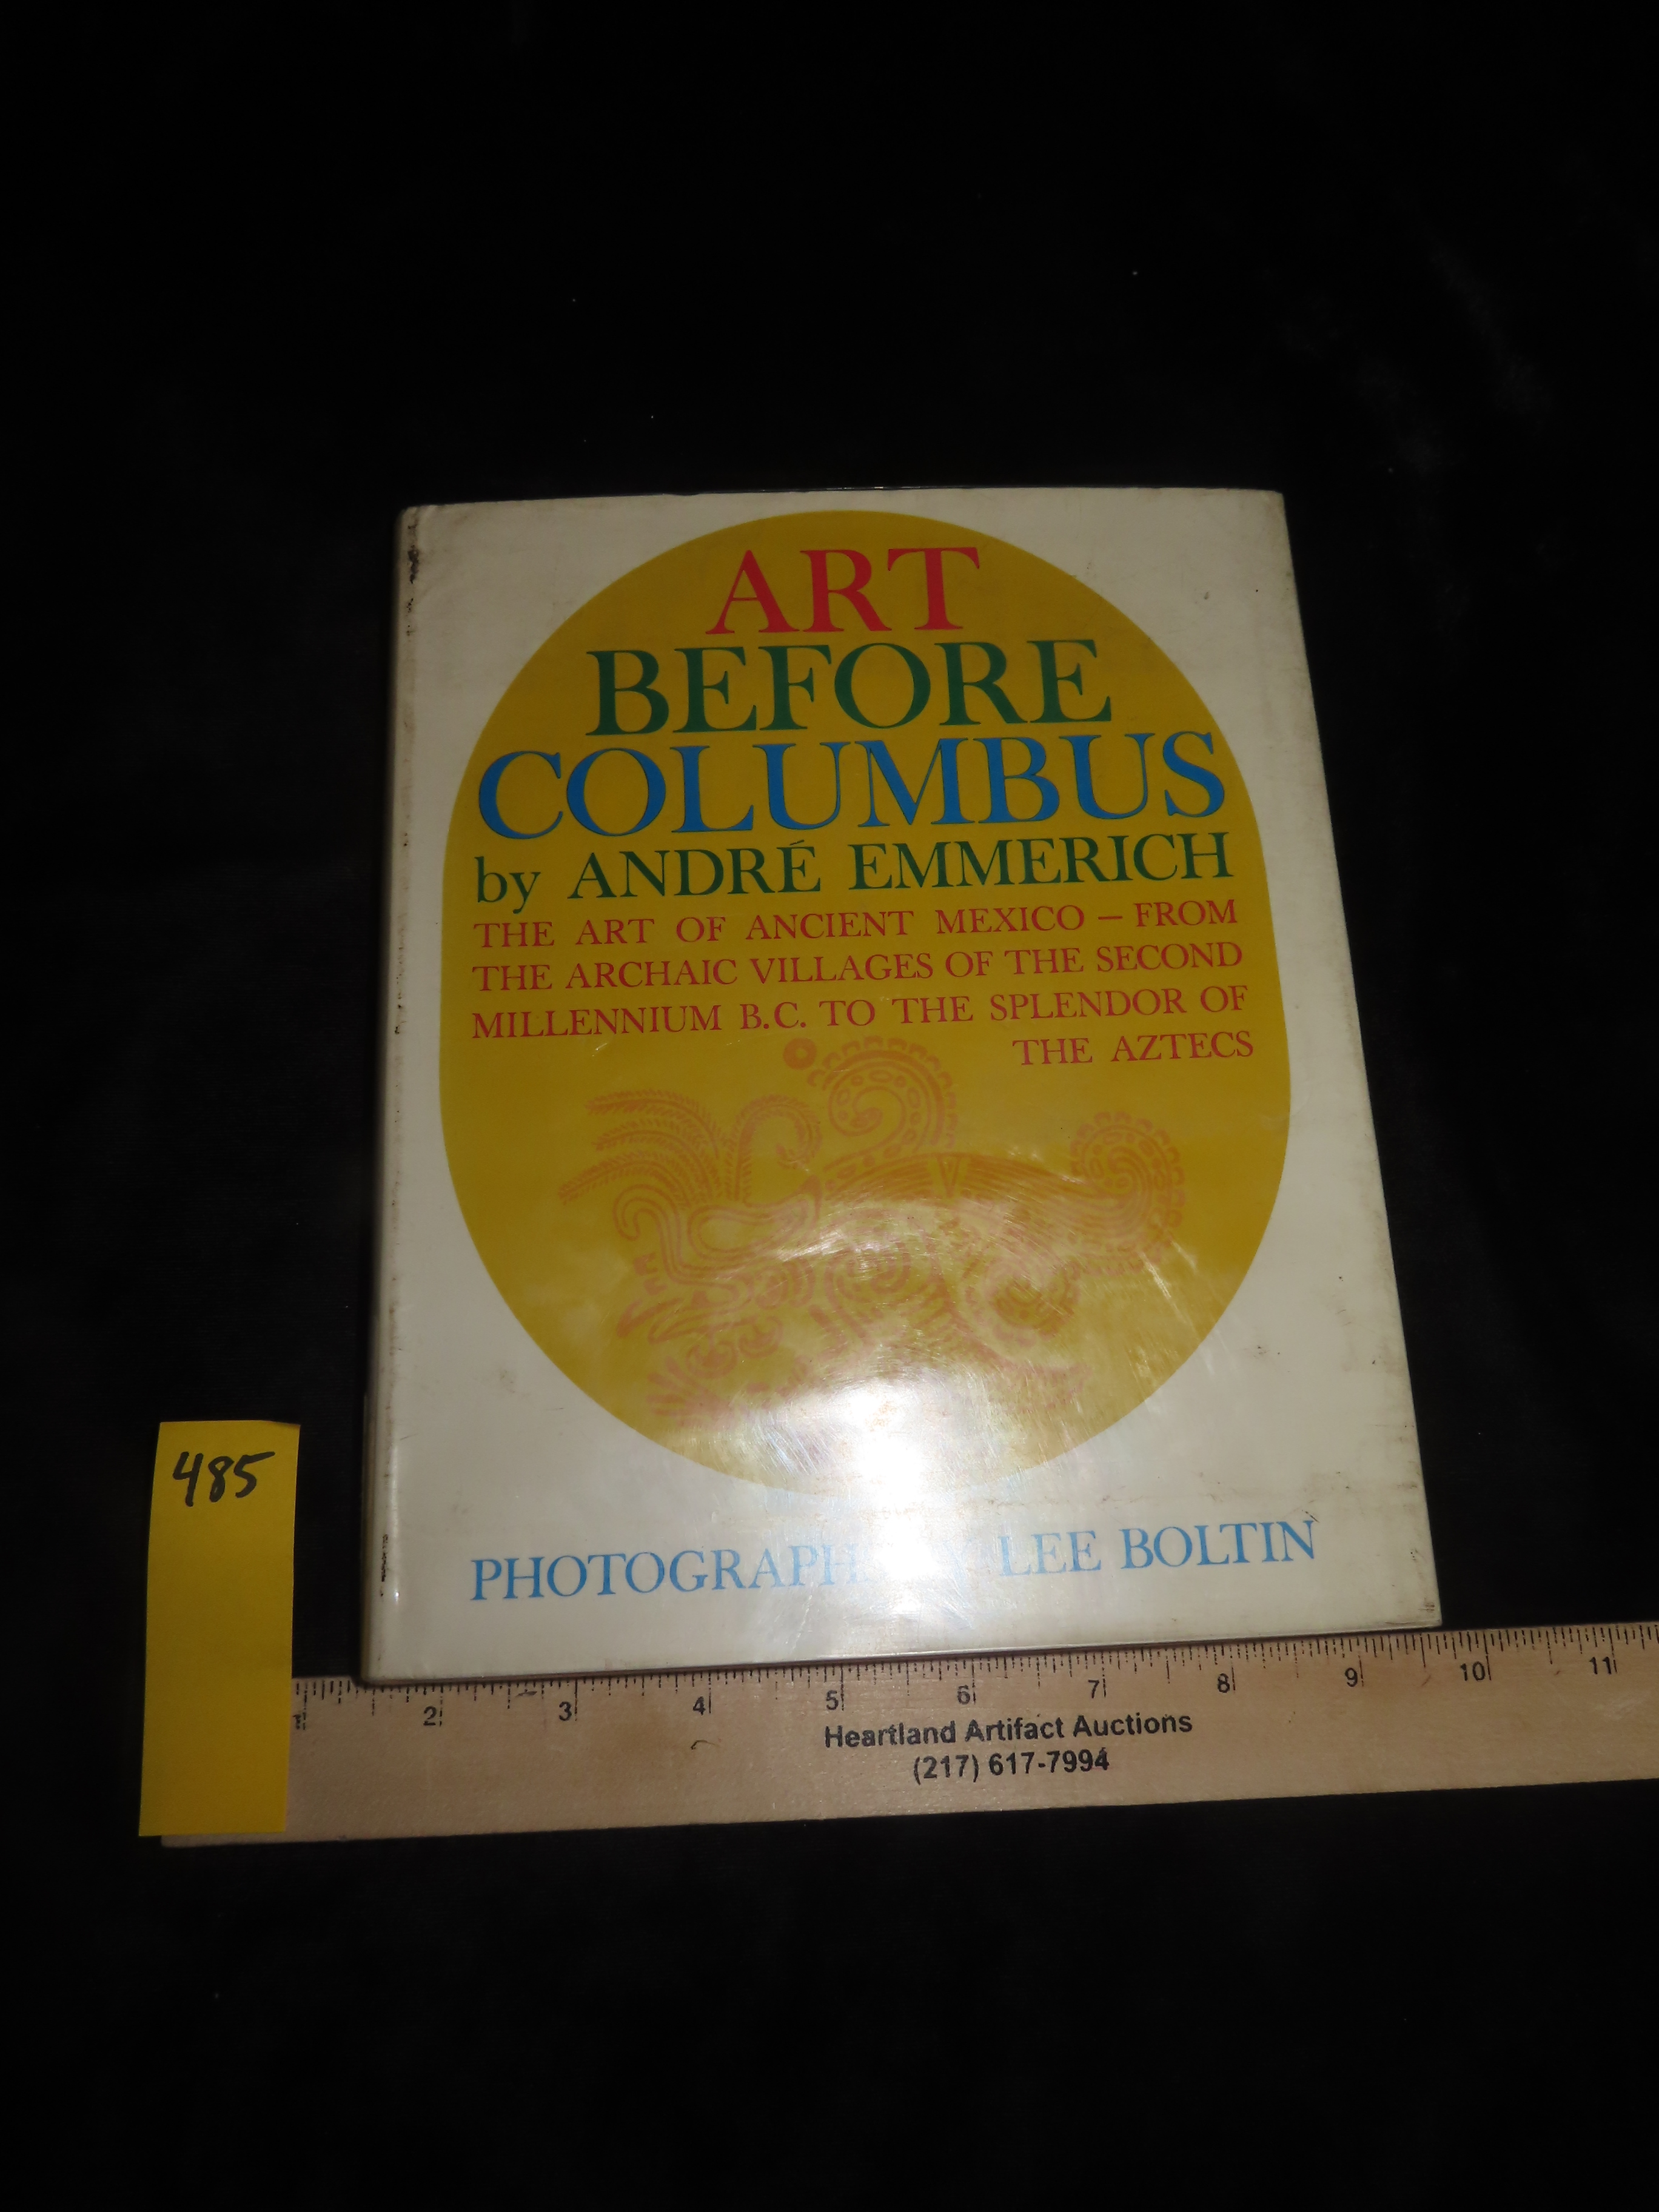 ART
BEFORE
COLUMBUS
by ANDRÉ EMMERICH
THE ART OF ANCIENT MEXICO — FROM
THE ARCHAIC VILLAGES OF THE SECOND
MILLENNIUM B.C. TO THE SPLENDOR OF
THE AZTECS
PHOTOGRAPH LEE BOLTIN
485
2 3 4 5 6 7 8 9 10 11
Heartland Artifact Auctions
(217) 617-7994